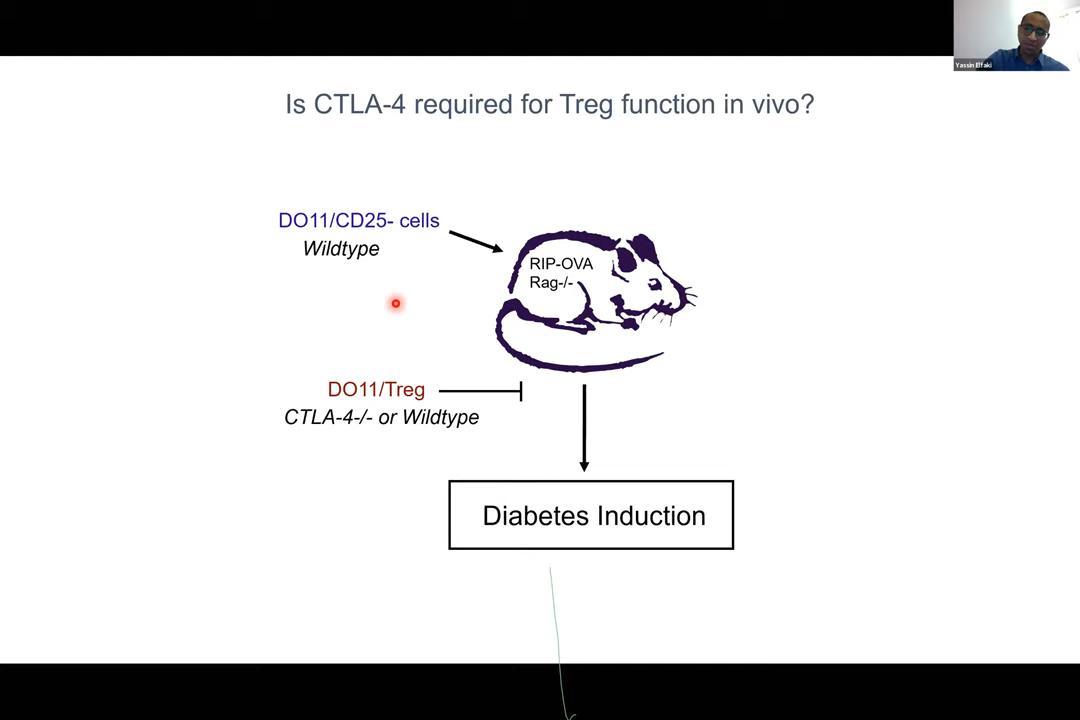 Yassin Elfaki
Is CTLA-4 required for Treg function in vivo?
DO11/CD25- cells
Wildtype
RIP-OVA
Rag-/-
DO11/Treg
CTLA-4-/- or Wildtype
Diabetes Induction